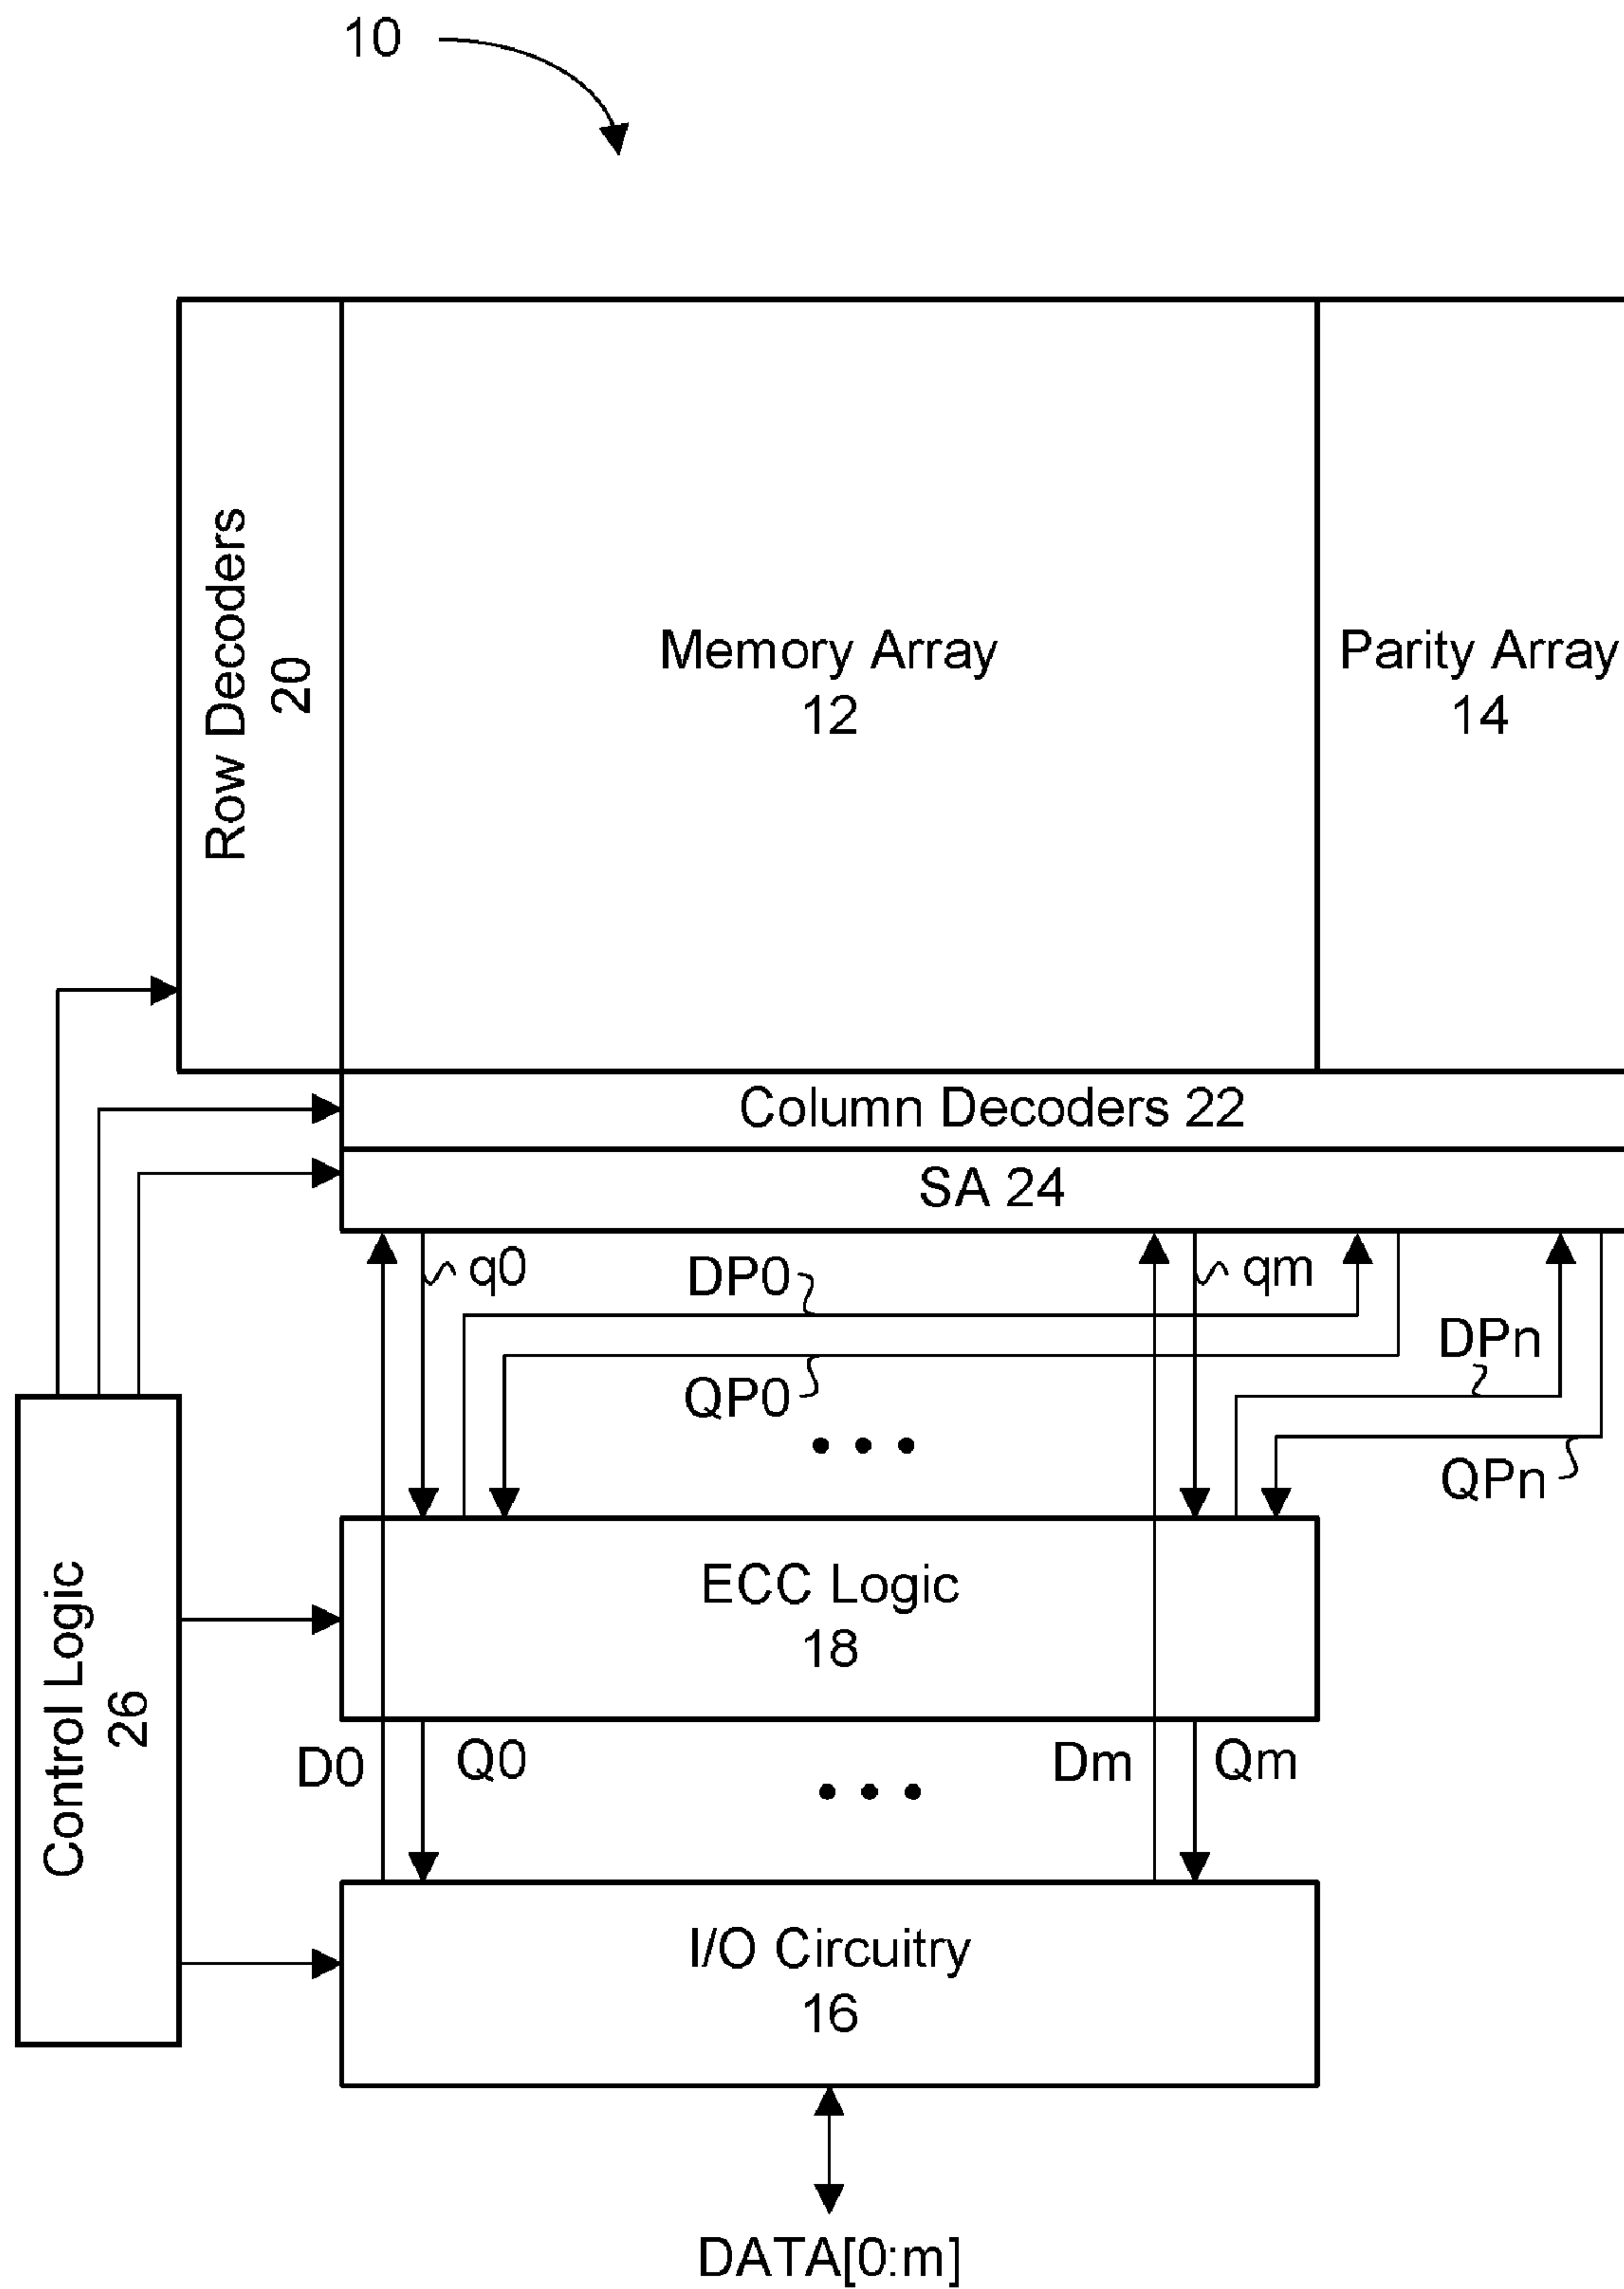 10
Row Decoders
20
Memory Array
12
Parity Array
14
Column Decoders 22
SA 24
q0
DP0
qm
DPn
QP0
QPn
Control Logic
26
ECC Logic
18
D0
Q0
Dm
Qm
I/O Circuitry
16
DATA[0:m]